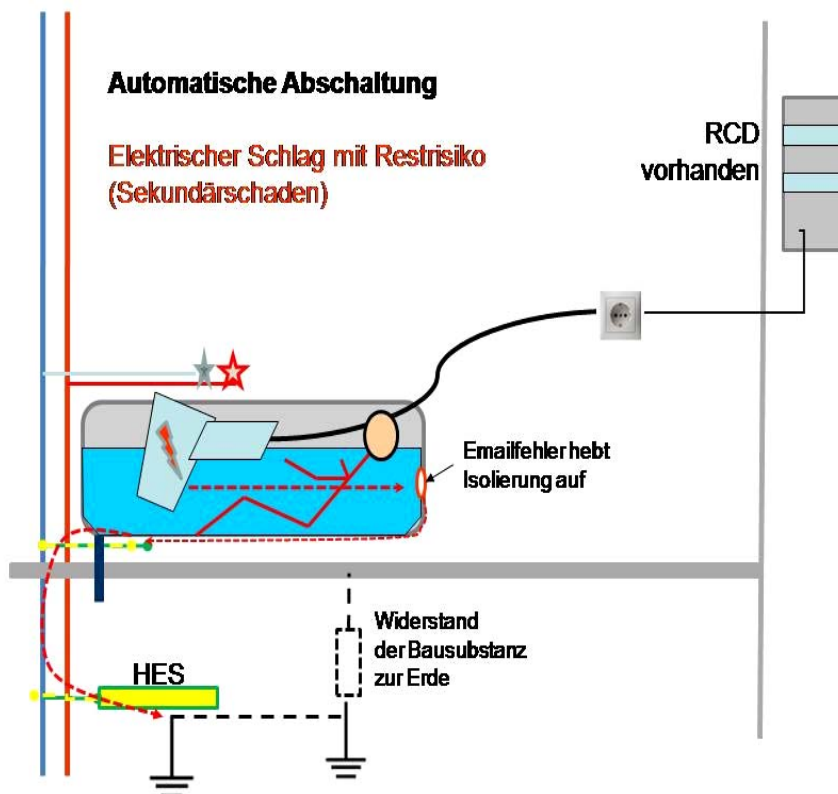 Automatische Abschaltung
Elektrischer Schlag mit Restrisiko
(Sekundärschaden)
RCD
vorhanden
Emailfehler hebt
Isolierung auf
Widerstand
der Bausubstanz
zur Erde
HES